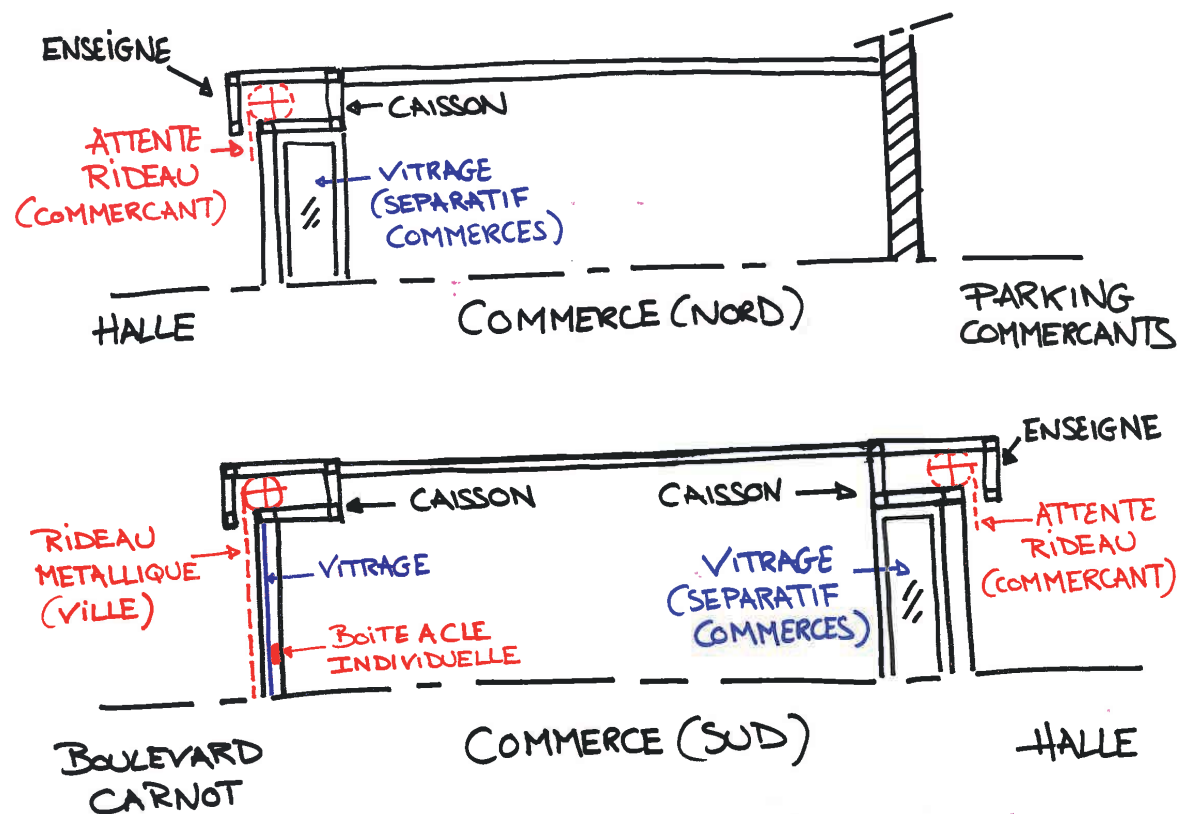 ENSEIGNE
CAISSON
ATTENTE
RIDEAU
(COMMERCANT)
VITRAGE
(SEPARATIF
COMMERCES)
HALLE
COMMERCE (NORD)
PARKING
COMMERCANTS
ENSEIGNE
CAISSON
CAISSON
RIDEAU
METALLIQUE
(VILLE)
VITRAGE
BOITE A CLE
INDIVIDUELLE
VITRAGE
(SEPARATIF
COMMERCES)
ATTENTE
RIDEAU
(COMMERCANT)
BOULEVARD
CARNOT
COMMERCE (SUD)
HALLE